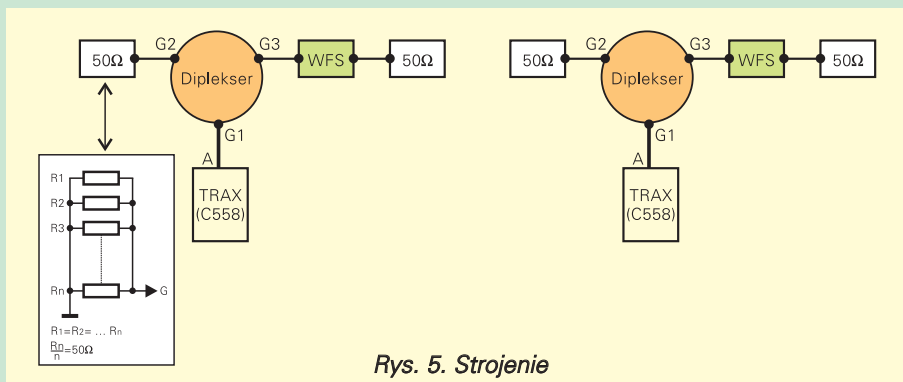 50Ω G2 G3 WFS 50Ω
Diplekser
G1
A
TRAX
(C558)
R1
R2
R3
Rn G
R1=R2= ... Rn
Rn
n =50Ω
50Ω G2 G3 WFS 50Ω
Diplekser
G1
A
TRAX
(C558)
Rys. 5. Strojenie